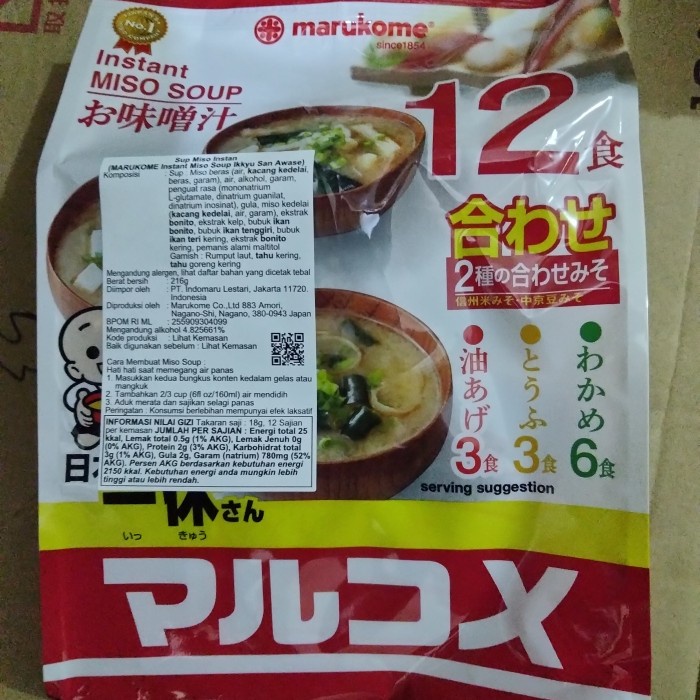 No.1
marukome®
since1854
Instant
MISO SOUP
お味噌汁
12食
合わせ
2種の合わせみそ
信州米みそ・中京豆みそ
油あげ 3食
とうふ 3食
わかめ 6食
serving suggestion
Sup Miso Instan
(MARUKOME Instant Miso Soup Ikkyu San Awase)
Komposisi : Sup : Miso beras (air, kacang kedelai,
beras, garam), air, alkohol, garam,
penguat rasa (mononatrium
L-glutamate, dinatrium guanilat,
dinatrium inosinat), gula, miso kedelai
(kacang kedelai, air, garam), ekstrak
bonito, ekstrak kelp, bubuk ikan
bonito, bubuk ikan tenggiri, bubuk
ikan teri kering, ekstrak bonito
kering, pemanis alami maltitol
Garnish : Rumput laut, tahu kering,
tahu goreng kering
Mengandung alergen, lihat daftar bahan yang dicetak tebal
Berat bersih : 216g
Diimpor oleh : PT. Indomaru Lestari, Jakarta 11720.
Indonesia
Diproduksi oleh : Marukome Co.,Ltd 883 Amori,
Nagano-Shi, Nagano, 380-0943 Japan
BPOM RI ML : 255909304099
Mengandung alkohol 4.825661%
Kode produksi : Lihat Kemasan
Baik digunakan sebelum : Lihat Kemasan
Cara Membuat Miso Soup :
Hati hati saat memegang air panas
1. Masukkan kedua bungkus konten kedalam gelas atau
mangkuk
2. Tambahkan 2/3 cup (6fl oz/160ml) air mendidih
3. Aduk merata dan sajikan selagi panas
Peringatan : Konsumsi berlebihan mempunyai efek laksatif
INFORMASI NILAI GIZI Takaran saji : 18g, 12 Sajian
per kemasan JUMLAH PER SAJIAN : Energi total 25
kkal, Lemak total 0.5g (1% AKG), Lemak Jenuh 0g
(0% AKG), Protein 2g (3% AKG), Karbohidrat total
3g (1% AKG), Gula 2g, Garam (natrium) 780mg (52%
AKG). Persen AKG berdasarkan kebutuhan energi
2150 kkal. Kebutuhan energi anda mungkin lebih
tinggi atau lebih rendah.
一休さん
いっ きゅう
マルコメ